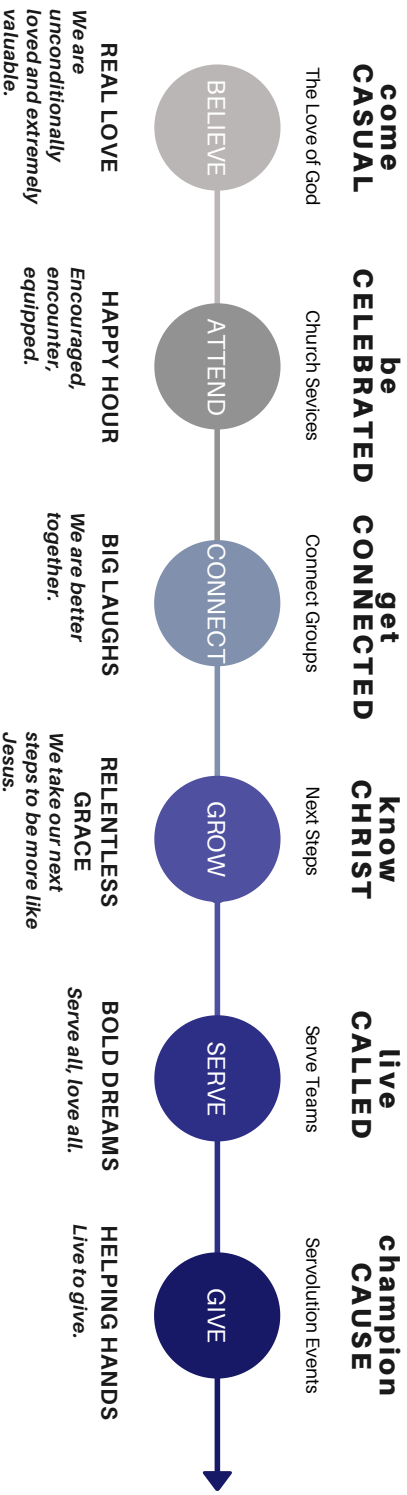 come
CASUAL
The Love of God
BELIEVE
REAL LOVE
We are
unconditionally
loved and extremely
valuable.
be
CELEBRATED
Church Sevices
ATTEND
HAPPY HOUR
Encouraged,
encounter,
equipped.
get
CONNECTED
Connect Groups
CONNECT
BIG LAUGHS
We are better
together.
know
CHRIST
Next Steps
GROW
RELENTLESS
GRACE
We take our next
steps to be more like
Jesus.
live
CALLED
Serve Teams
SERVE
BOLD DREAMS
Serve all, love all.
champion
CAUSE
Servolution Events
GIVE
HELPING HANDS
Live to give.